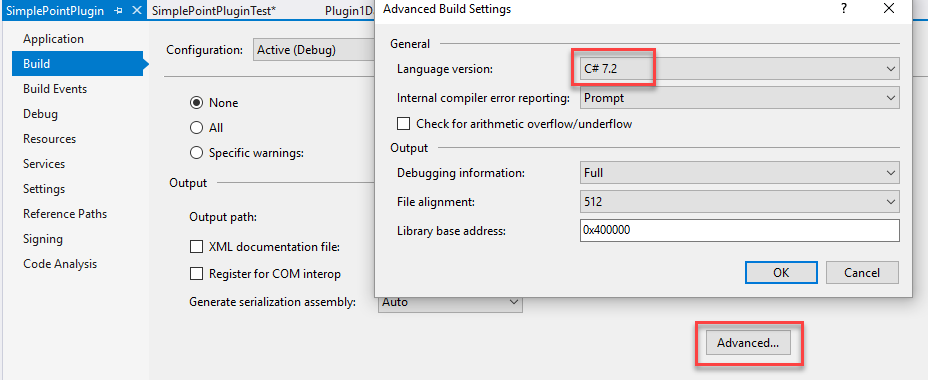 SimplePointPlugin
SimplePointPluginTest*
Plugin1D
Application
Build
Build Events
Debug
Resources
Services
Settings
Reference Paths
Signing
Code Analysis
Configuration: Active (Debug)
None
All
Specific warnings:
Output
Output path:
XML documentation file:
Register for COM interop
Generate serialization assembly: Auto
Advanced...
Advanced Build Settings ?
General
Language version: C# 7.2
Internal compiler error reporting: Prompt
Check for arithmetic overflow/underflow
Output
Debugging information: Full
File alignment: 512
Library base address: 0x400000
OK Cancel